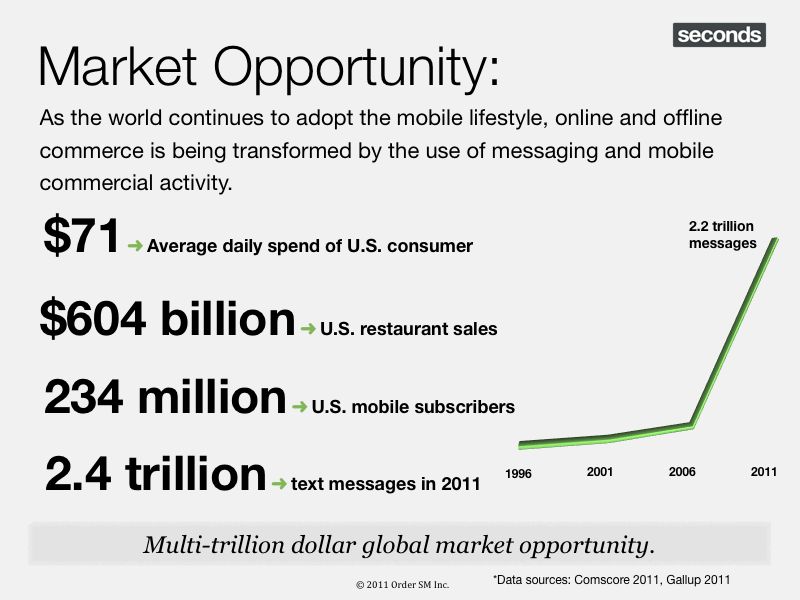 seconds
Market Opportunity:
As the world continues to adopt the mobile lifestyle, online and offline
commerce is being transformed by the use of messaging and mobile
commercial activity.
$71 ➜ Average daily spend of U.S. consumer
$604 billion ➜ U.S. restaurant sales
234 million ➜ U.S. mobile subscribers
2.4 trillion ➜ text messages in 2011
2.2 trillion
messages
1996 2001 2006 2011
Multi-trillion dollar global market opportunity.
© 2011 Order SM Inc.
*Data sources: Comscore 2011, Gallup 2011